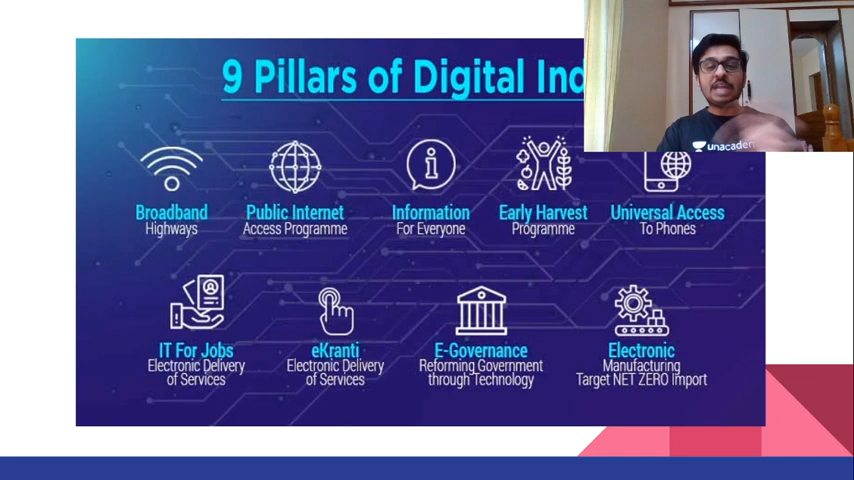 9 Pillars of Digital Ind
unacadem
Broadband
Highways
Public Internet
Access Programme
Information
For Everyone
Early Harvest
Programme
Universal Access
To Phones
IT For Jobs
Electronic Delivery
of Services
eKranti
Electronic Delivery
of Services
E-Governance
Reforming Government
through Technology
Electronic
Manufacturing
Target NET ZERO Import